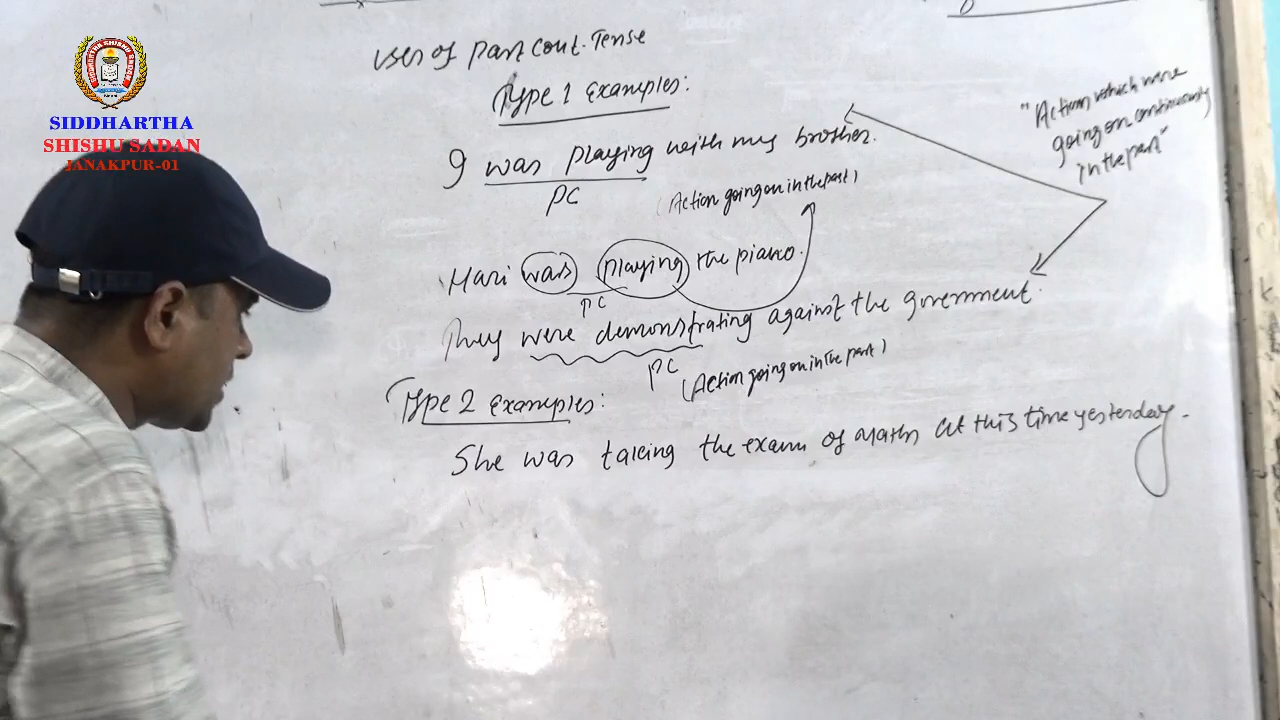 SIDDHARTHA
SHISHU SADAN
JANAKPUR-01
Uses of Past Cont. Tense
Type 1 Examples:
I was playing with my brother.
PC
(Action going on in the past)
"Action which were
going on continuously
in the past"
Hari was playing the piano.
PC
They were demonstrating against the government.
PC
(Action going on in the past)
Type 2 Examples:
She was taking the exam of Maths at this time yesterday.